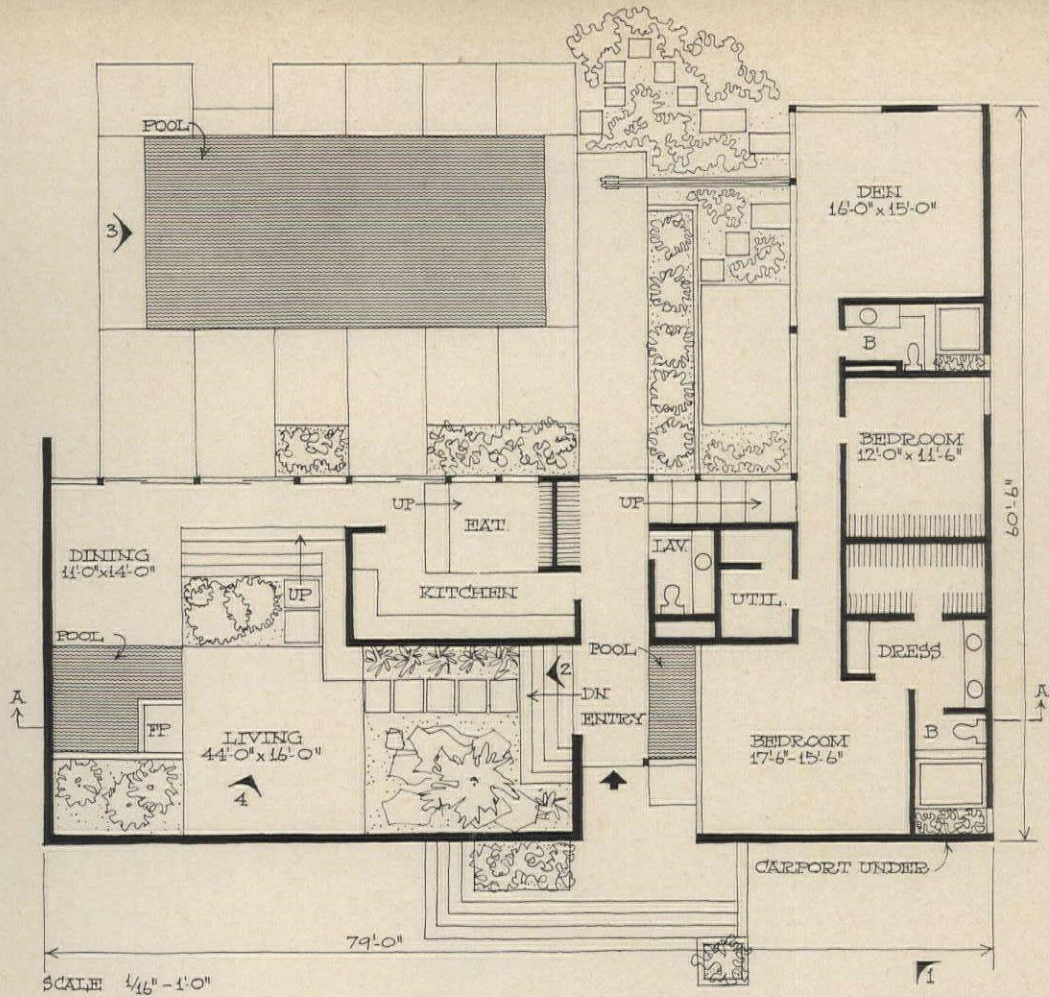 POOL
DEN
16'-0" x 15'-0"
3
B
BEDROOM
12'-0" x 11'-6"
60'-9"
UP
EAT
UP
DINING
11'-0"x14'-0"
LAV.
UP
KITCHEN
UTIL.
POOL
2
POOL
DRESS
A
DN
A
ENTRY
FP
LIVING
44'-0" x 16'-0"
BEDROOM
17'-6"-15'-6"
B
4
CARPORT UNDER
79'-0"
SCALE 1/16" - 1'-0"
1